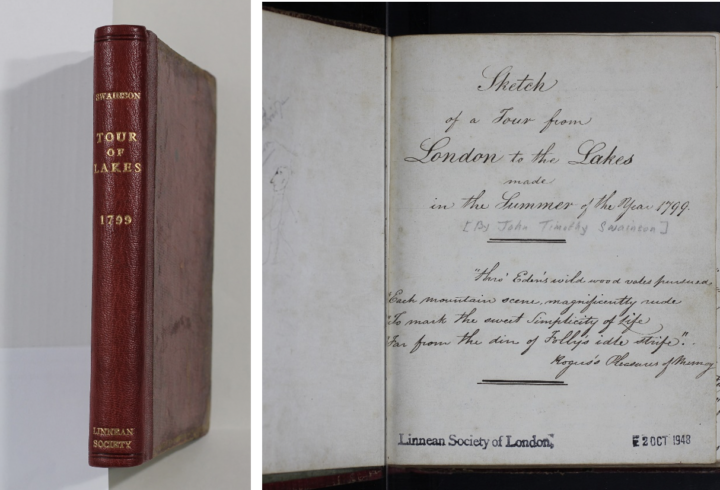 SWAINSON
TOUR
OF
LAKES
1799
LINNEAN
SOCIETY
Sketch
of a Tour from
London to the Lakes
made
in the Summer of the Year 1799.
[By John Timothy Swainson]
"thro' Eden's wild wood vales pursued
"Each mountain scene, magnificently rude
"To mark the sweet simplicity of life
"Far from the din of Folly's idle strife".
Rogers's Pleasures of Memory
Linnean Society of London,
2 OCT 1948